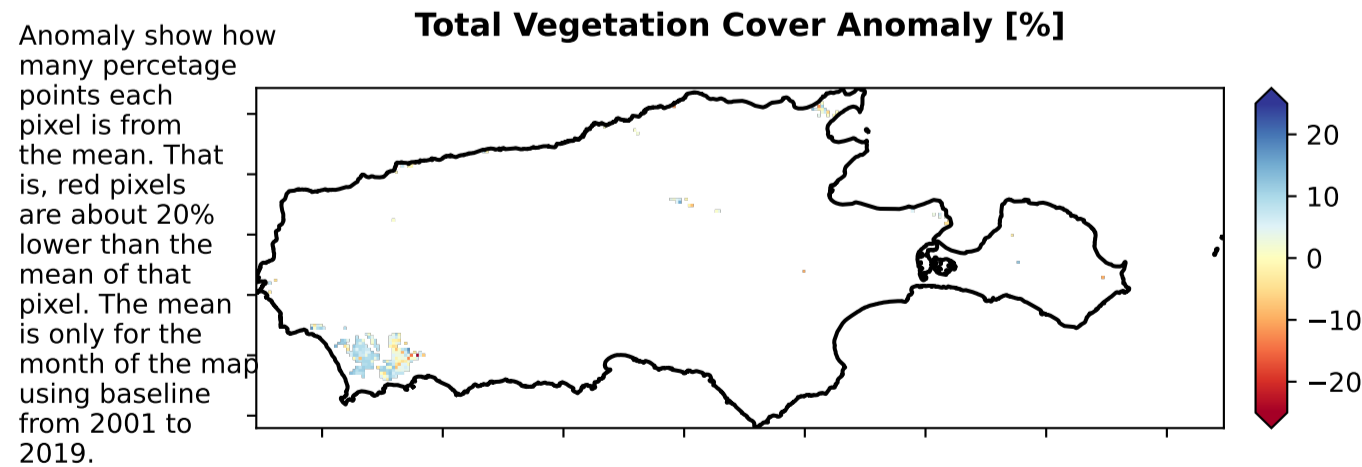 Total Vegetation Cover Anomaly [%]
Anomaly show how
many percetage
points each
pixel is from
the mean. That
is, red pixels
are about 20%
lower than the
mean of that
pixel. The mean
is only for the
month of the map
using baseline
from 2001 to
2019.
20
10
0
−10
−20